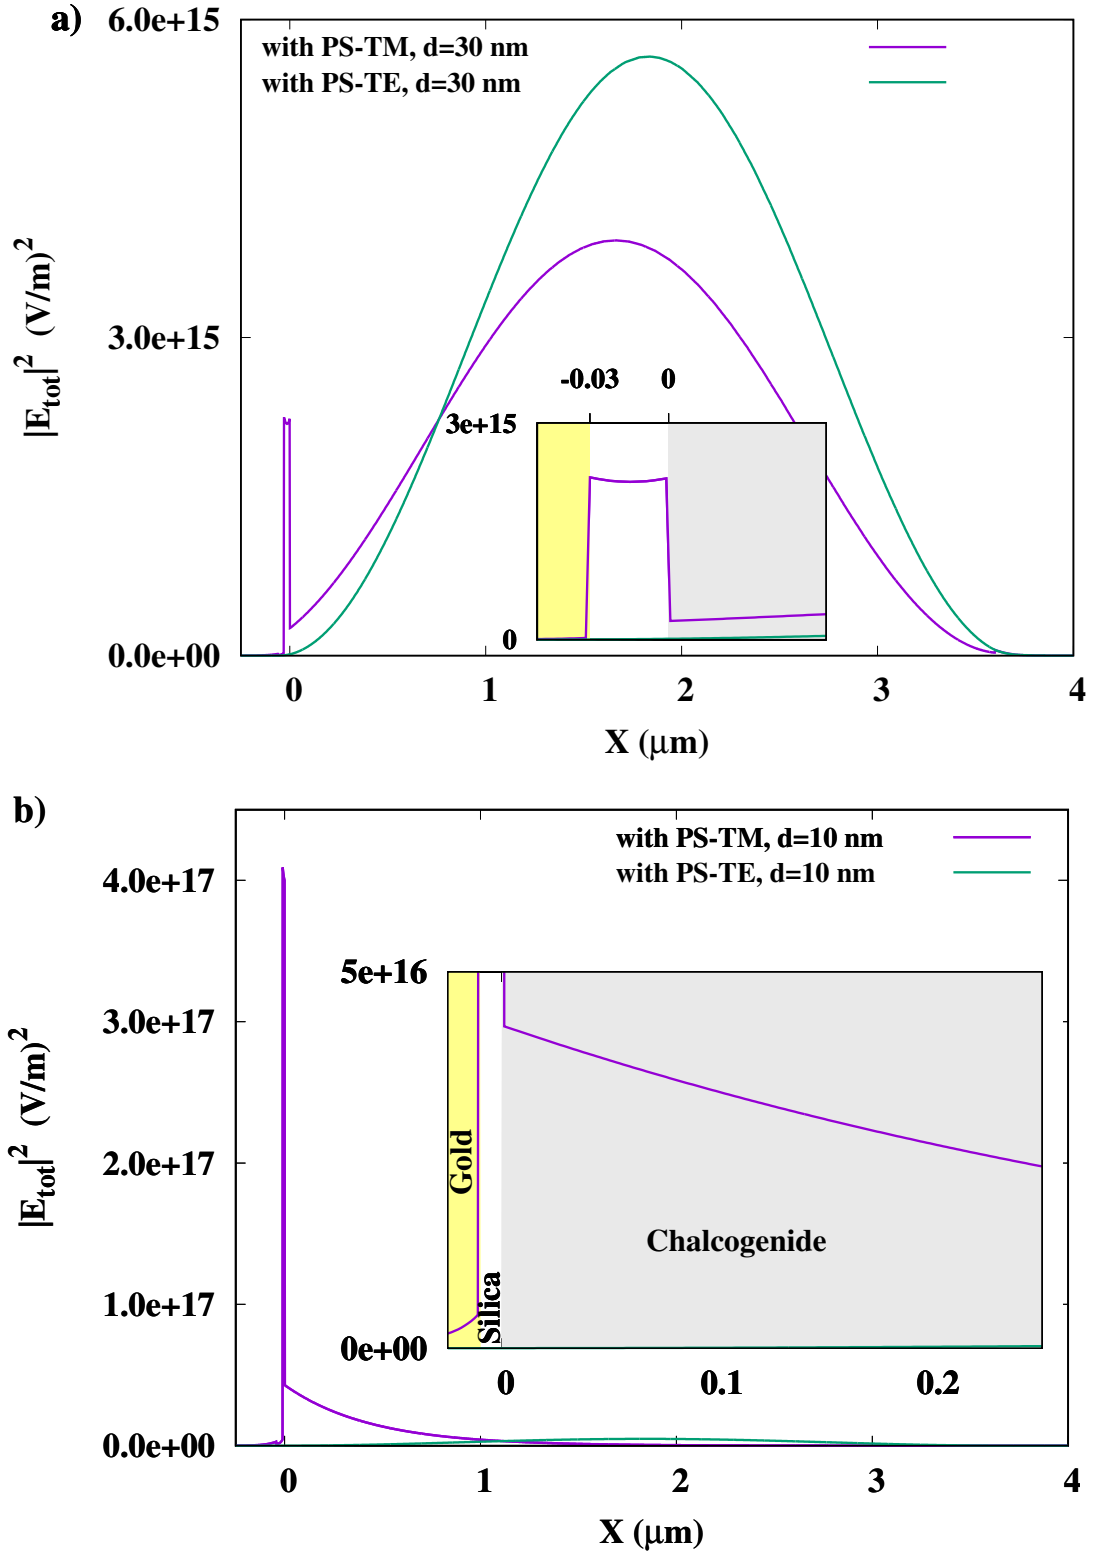 a)
6.0e+15
with PS-TM, d=30 nm
with PS-TE, d=30 nm
|E_tot|^2 (V/m)^2
3.0e+15
-0.03 0
3e+15
0
0.0e+00
0 1 2 3 4
X (μm)
b)
with PS-TM, d=10 nm
with PS-TE, d=10 nm
4.0e+17
5e+16
|E_tot|^2 (V/m)^2
3.0e+17
Gold
2.0e+17
Chalcogenide
Silica
1.0e+17
0e+00
0 0.1 0.2
0.0e+00
0 1 2 3 4
X (μm)